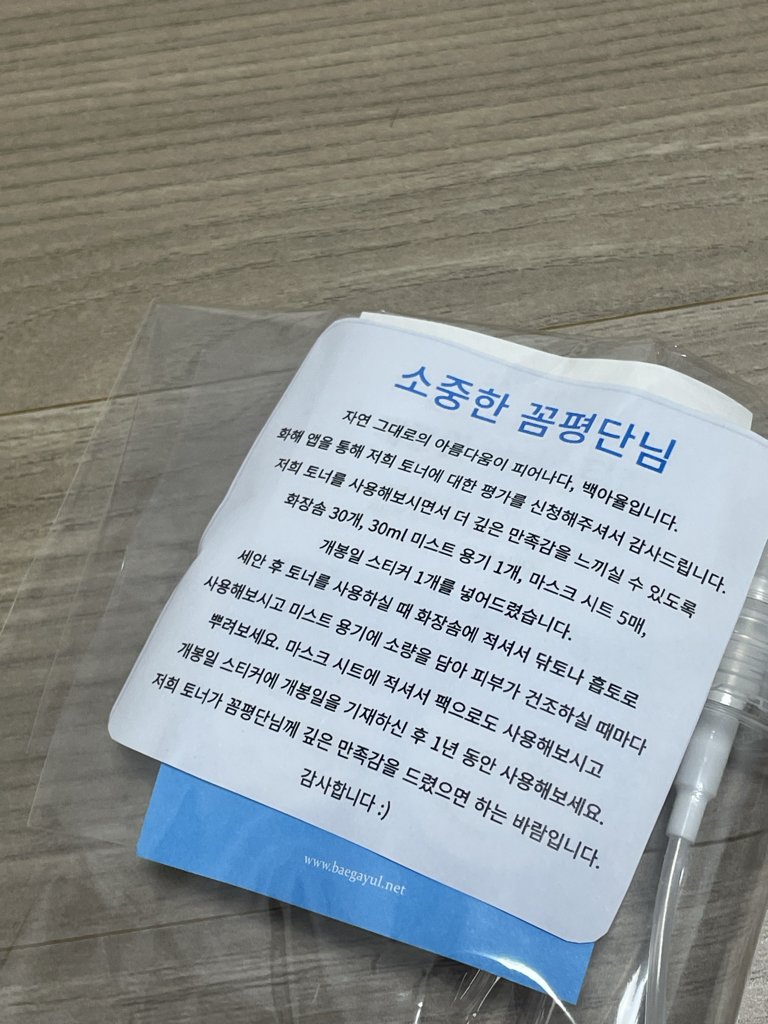 소중한 꼼평단님
자연 그대로의 아름다움이 피어나다, 백아율입니다.
화해 앱을 통해 저희 토너에 대한 평가를 신청해주셔서 감사드립니다.
저희 토너를 사용해보시면서 더 깊은 만족감을 느끼실 수 있도록
화장솜 30개, 30ml 미스트 용기 1개, 마스크 시트 5매,
개봉일 스티커 1개를 넣어드렸습니다.
세안 후 토너를 사용하실 때 화장솜에 적셔서 닦토나 흡토로
사용해보시고 미스트 용기에 소량을 담아 피부가 건조하실 때마다
뿌려보세요. 마스크 시트에 적셔서 팩으로도 사용해보시고
개봉일 스티커에 개봉일을 기재하신 후 1년 동안 사용해보세요.
저희 토너가 꼼평단님께 깊은 만족감을 드렸으면 하는 바람입니다.
감사합니다 :)
www.baegayul.net